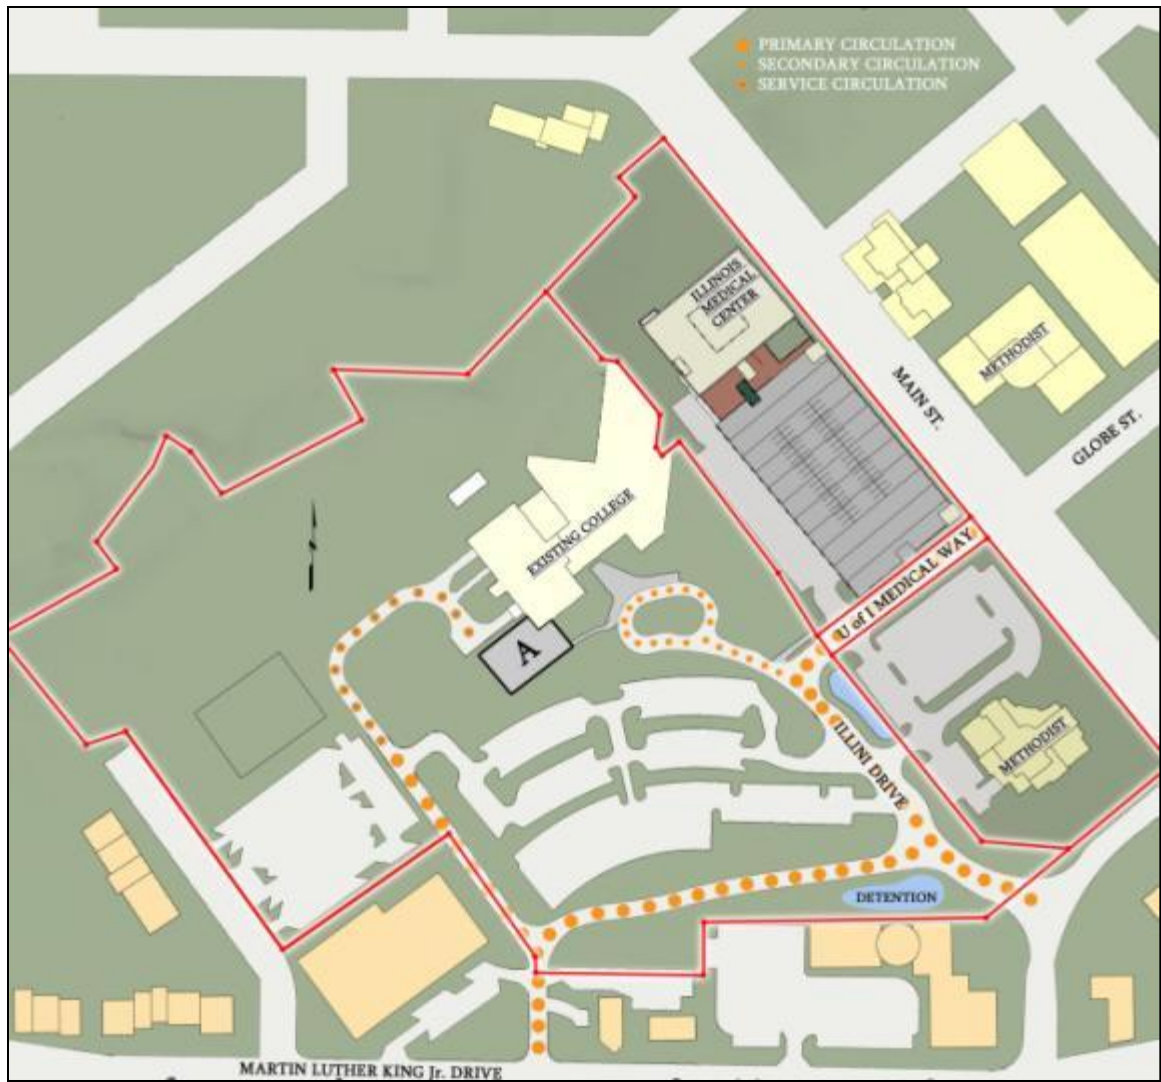 PRIMARY CIRCULATION
SECONDARY CIRCULATION
SERVICE CIRCULATION
ILLINOIS
MEDICAL
CENTER
METHODIST
MAIN ST.
GLOBE ST.
EXISTING COLLEGE
U of I MEDICAL WAY
A
ILLINI DRIVE
METHODIST
DETENTION
MARTIN LUTHER KING Jr. DRIVE